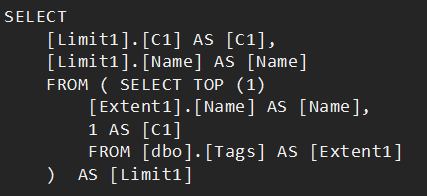 SELECT
    [Limit1].[C1] AS [C1],
    [Limit1].[Name] AS [Name]
    FROM ( SELECT TOP (1)
        [Extent1].[Name] AS [Name],
        1 AS [C1]
        FROM [dbo].[Tags] AS [Extent1]
    )  AS [Limit1]